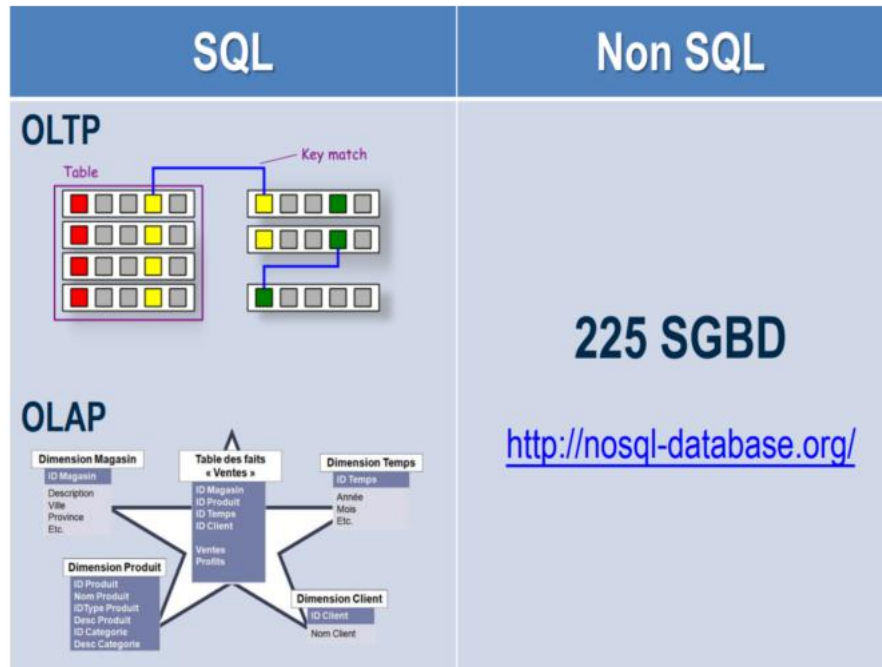 SQL
Non SQL
OLTP
Key match
Table
225 SGBD
http://nosql-database.org/
OLAP
Dimension Magasin
ID Magasin
Description
Ville
Province
Etc.
Table des faits
« Ventes »
ID Magasin
ID Produit
ID Temps
ID Client
Ventes
Profits
Dimension Temps
ID Temps
Année
Mois
Etc.
Dimension Produit
ID Produit
Nom Produit
IDType Produit
Desc Produit
ID Categorie
Desc Categorie
Dimension Client
ID Client
Nom Client